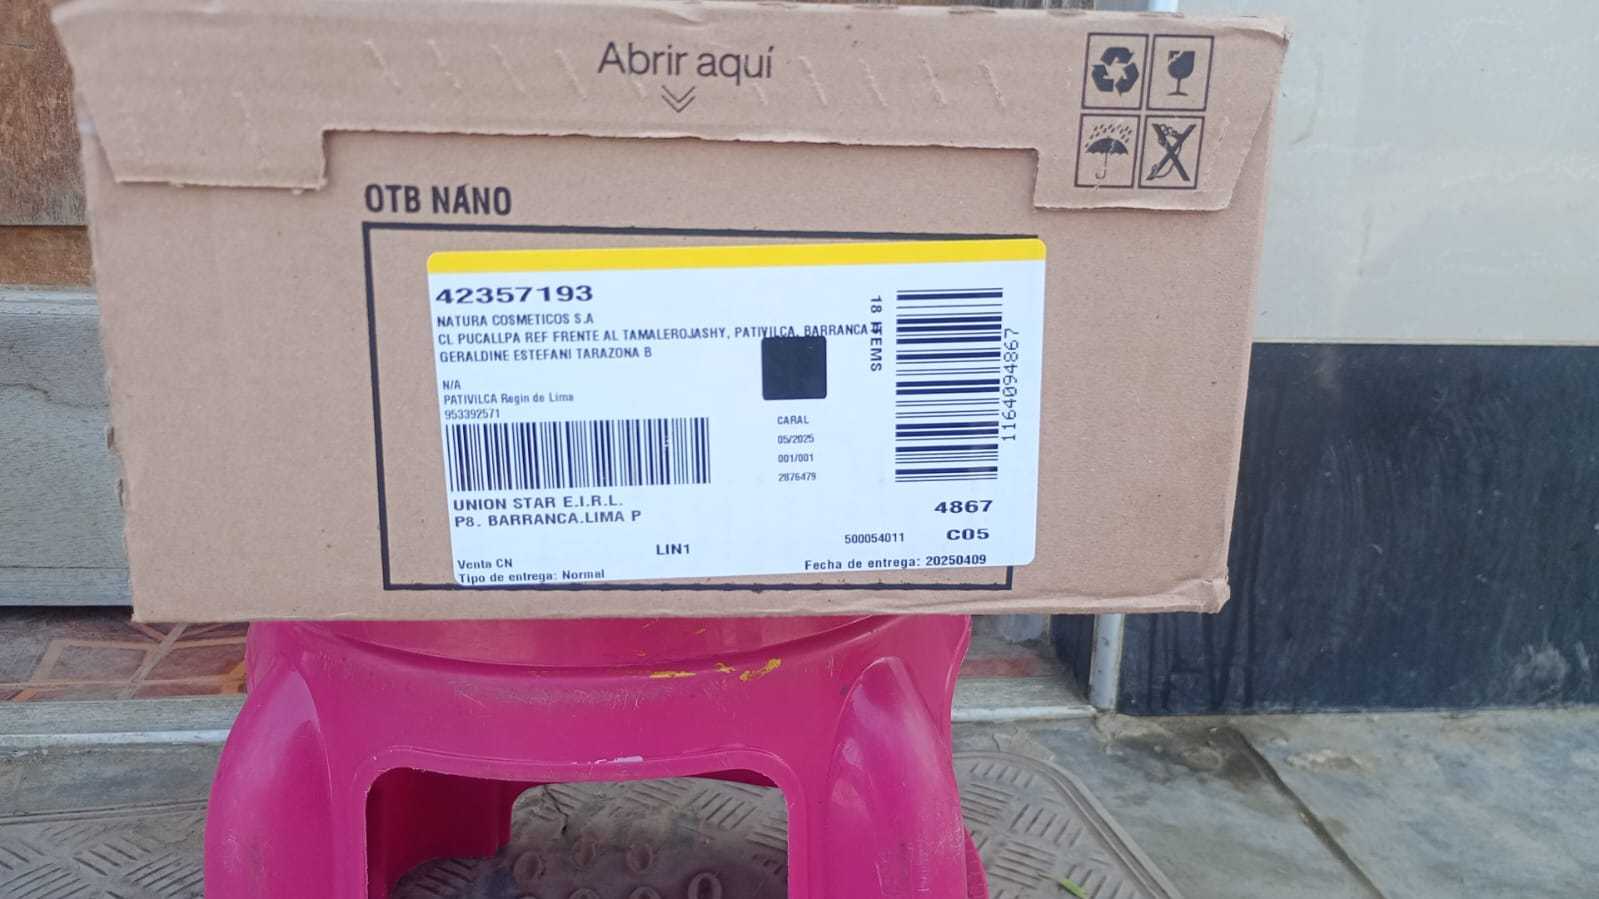 Abrir aquí
OTB NANO
42357193
NATURA COSMETICOS S.A
CL PUCALLPA REF FRENTE AL TAMALEROJASHY, PATIVILCA, BARRANCA
GERALDINE ESTEFANI TARAZONA B
N/A
PATIVILCA Regin de Lima
953392571
18 ITEMS
1164094867
CARAL
05/2025
001/001
2876479
UNION STAR E.I.R.L.
P8. BARRANCA.LIMA P
4867
LIN1
500054011
C05
Venta CN
Tipo de entrega: Normal
Fecha de entrega: 20250409